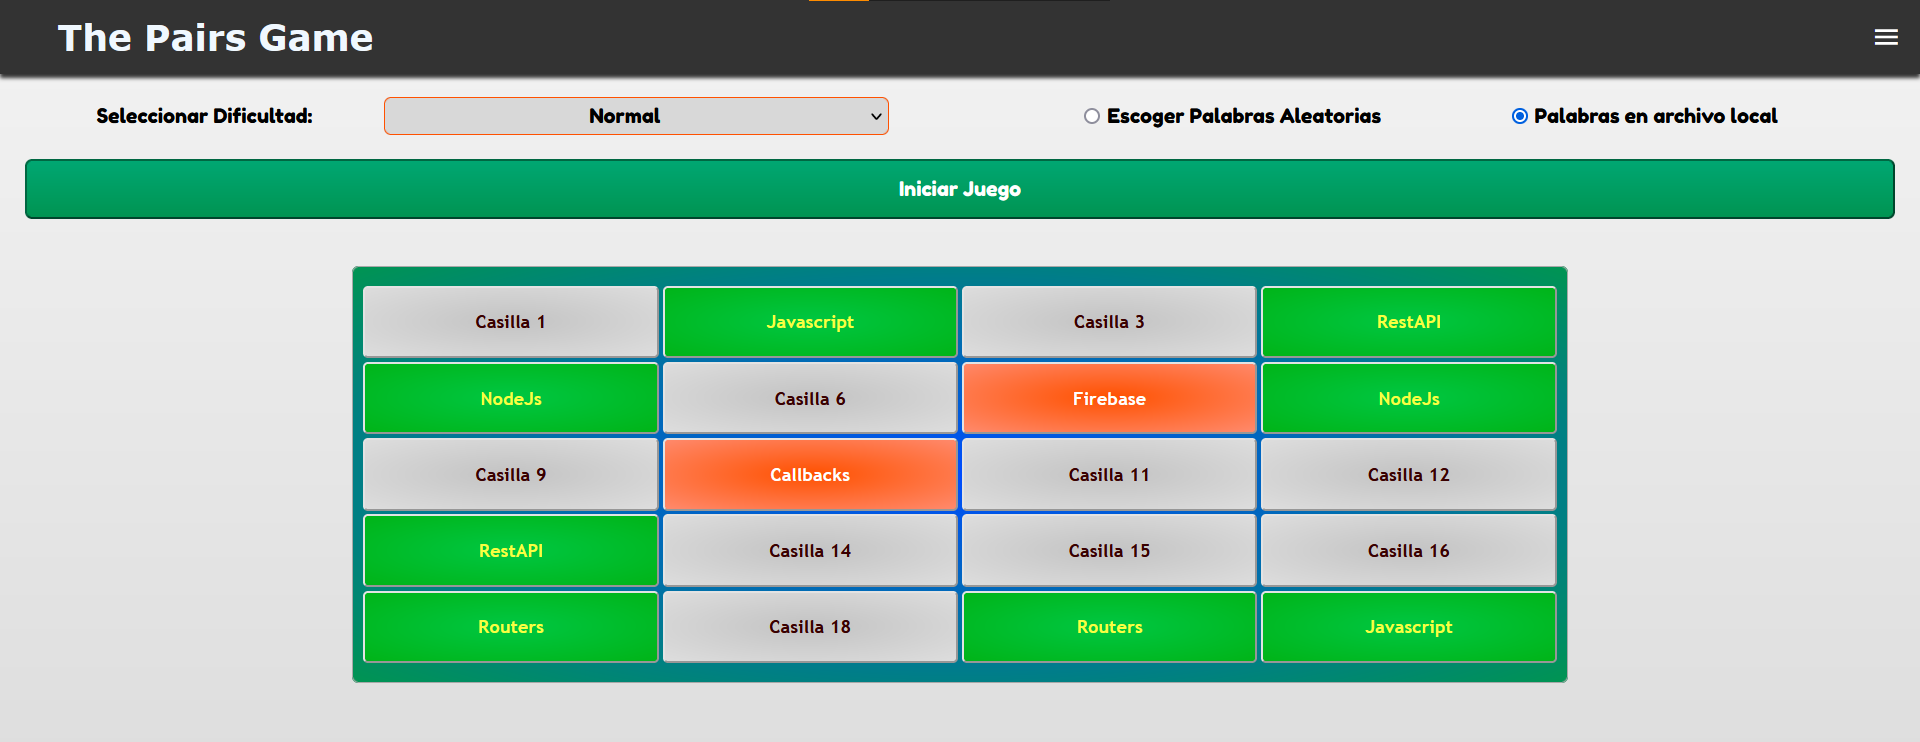 The Pairs Game
Seleccionar Dificultad: Normal Escoger Palabras Aleatorias Palabras en archivo local
Iniciar Juego
Casilla 1 Javascript Casilla 3 RestAPI
NodeJs Casilla 6 Firebase NodeJs
Casilla 9 Callbacks Casilla 11 Casilla 12
RestAPI Casilla 14 Casilla 15 Casilla 16
Routers Casilla 18 Routers Javascript